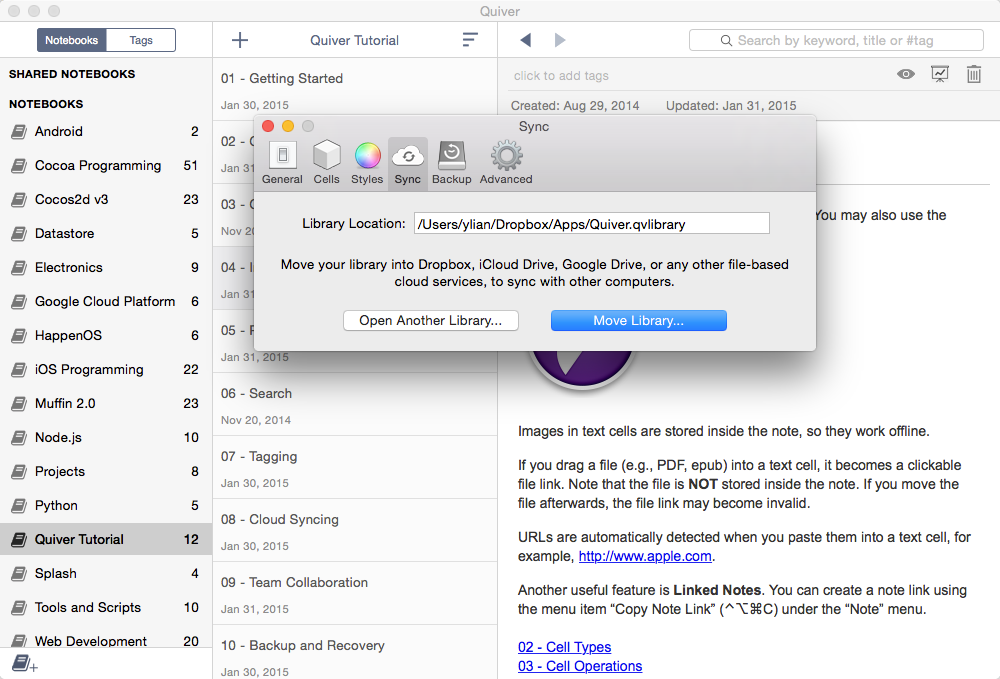 Quiver
Notebooks
Tags
SHARED NOTEBOOKS
NOTEBOOKS
Android 2
Cocoa Programming 51
Cocos2d v3 23
Datastore 5
Electronics 9
Google Cloud Platform 6
HappenOS 6
iOS Programming 22
Muffin 2.0 23
Node.js 10
Projects 8
Python 5
Quiver Tutorial 12
Splash 4
Tools and Scripts 10
Web Development 20
Quiver Tutorial
01 - Getting Started
Jan 30, 2015
02 - C
Jan 31
03 - C
Nov 2
04 - I
Jan 31
05 -
Jan 31, 2015
06 - Search
Nov 20, 2014
07 - Tagging
Jan 30, 2015
08 - Cloud Syncing
Jan 30, 2015
09 - Team Collaboration
Jan 31, 2015
10 - Backup and Recovery
Jan 30, 2015
Search by keyword, title or #tag
click to add tags
Created: Aug 29, 2014 Updated: Jan 31, 2015
Sync
General Cells Styles Sync Backup Advanced
Library Location: /Users/ylian/Dropbox/Apps/Quiver.qvlibrary
Move your library into Dropbox, iCloud Drive, Google Drive, or any other file-based
cloud services, to sync with other computers.
Open Another Library...
Move Library...
You may also use the
Images in text cells are stored inside the note, so they work offline.
If you drag a file (e.g., PDF, epub) into a text cell, it becomes a clickable
file link. Note that the file is NOT stored inside the note. If you move the
file afterwards, the file link may become invalid.
URLs are automatically detected when you paste them into a text cell, for
example, http://www.apple.com.
Another useful feature is Linked Notes. You can create a note link using
the menu item “Copy Note Link” (⌃⌥⌘C) under the “Note” menu.
02 - Cell Types
03 - Cell Operations